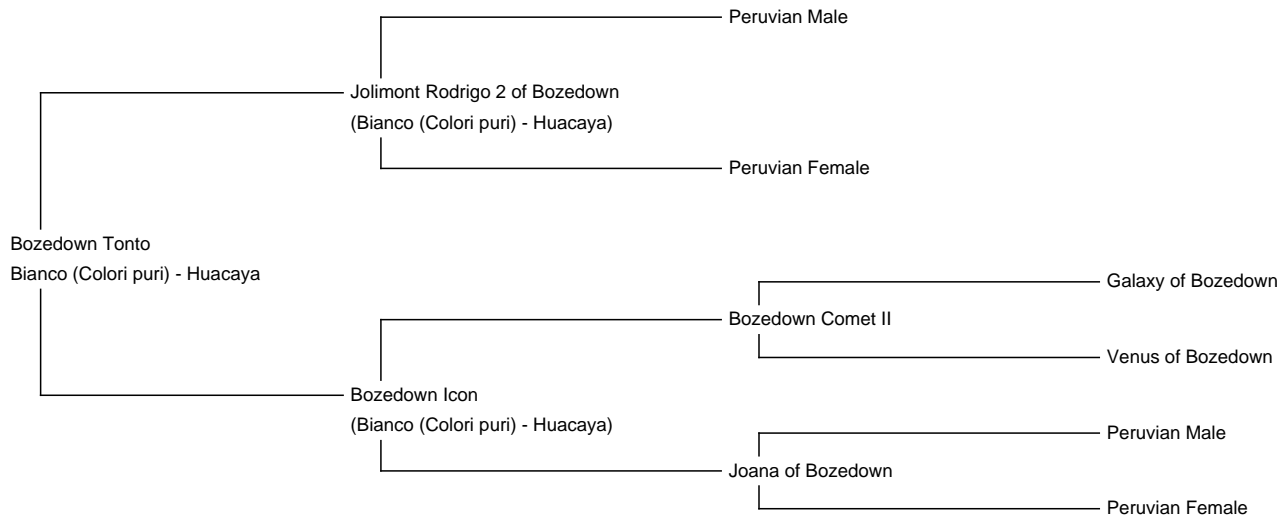 Peruvian Male
Jolimont Rodrigo 2 of Bozedown
(Bianco (Colori puri) - Huacaya)
Peruvian Female
Bozedown Tonto
Bianco (Colori puri) - Huacaya
Galaxy of Bozedown
Bozedown Comet II
Venus of Bozedown
Bozedown Icon
(Bianco (Colori puri) - Huacaya)
Peruvian Male
Joana of Bozedown
Peruvian Female